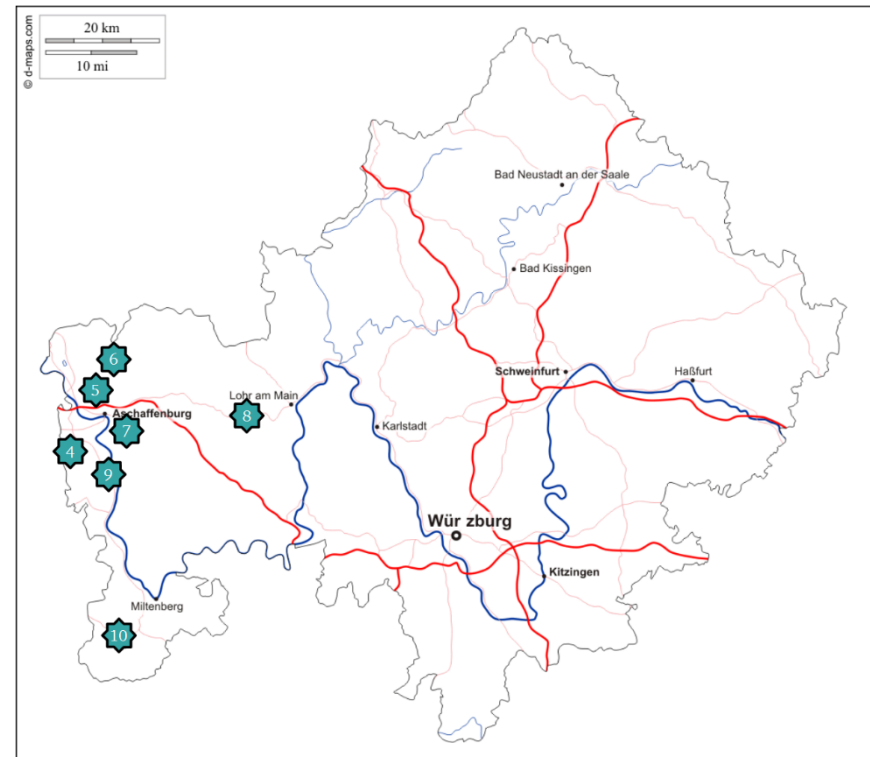 20 km
10 mi
© d-maps.com
Bad Neustadt an der Saale
Bad Kissingen
Schweinfurt
Haßfurt
6
5
Lohr am Main
8
Aschaffenburg
7
Karlstadt
4
9
Wür zburg
Kitzingen
Miltenberg
10